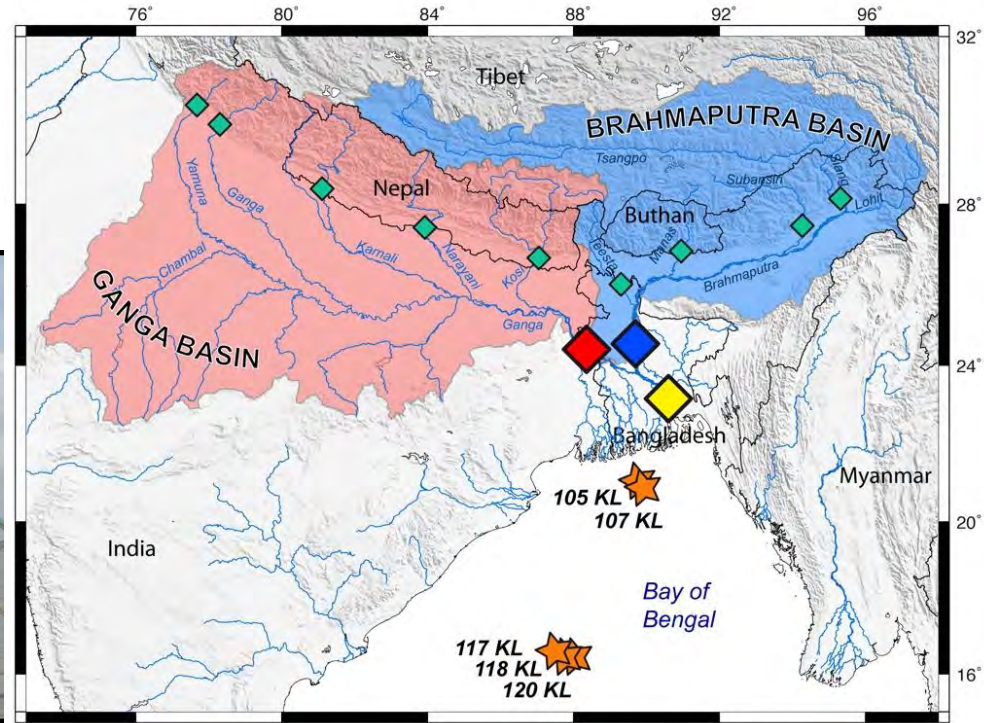 76° 80° 84° 88° 92° 96°
32°
Tibet
BRAHMAPUTRA BASIN
Tsangpo
Siang
Subansiri
Lohit
Yamuna
Ganga
Nepal
28°
Buthan
Manas
Teesta
Brahmaputra
Karnali
Narayani
Kosi
Chambal
GANGA BASIN
Ganga
24°
Bangladesh
Myanmar
105 KL
107 KL
20°
India
Bay of
Bengal
117 KL
118 KL
120 KL
16°